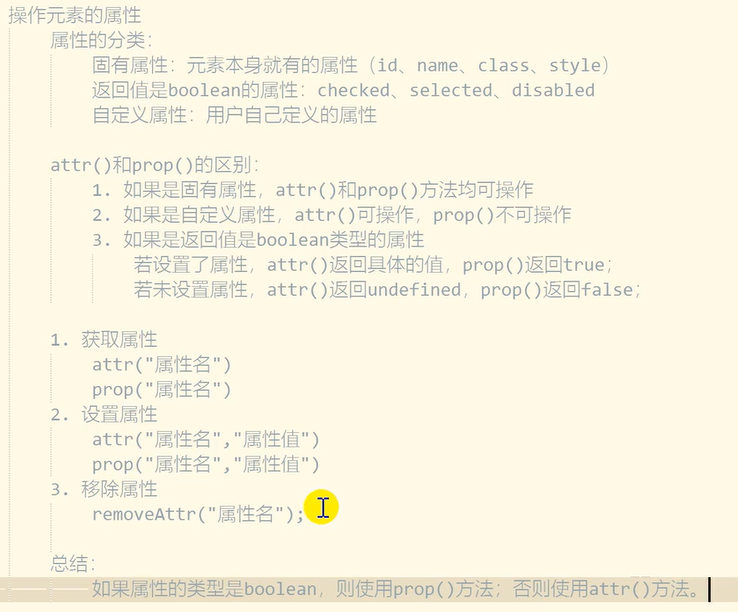 操作元素的属性
属性的分类：
固有属性：元素本身就有的属性（id、name、class、style）
返回值是boolean的属性：checked、selected、disabled
自定义属性：用户自己定义的属性
attr()和prop()的区别：
1. 如果是固有属性，attr()和prop()方法均可操作
2. 如果是自定义属性，attr()可操作，prop()不可操作
3. 如果是返回值是boolean类型的属性
若设置了属性，attr()返回具体的值，prop()返回true；
若未设置属性，attr()返回undefined，prop()返回false；
1. 获取属性
attr("属性名")
prop("属性名")
2. 设置属性
attr("属性名","属性值")
prop("属性名","属性值")
3. 移除属性
removeAttr("属性名");
总结：
如果属性的类型是boolean，则使用prop()方法；否则使用attr()方法。